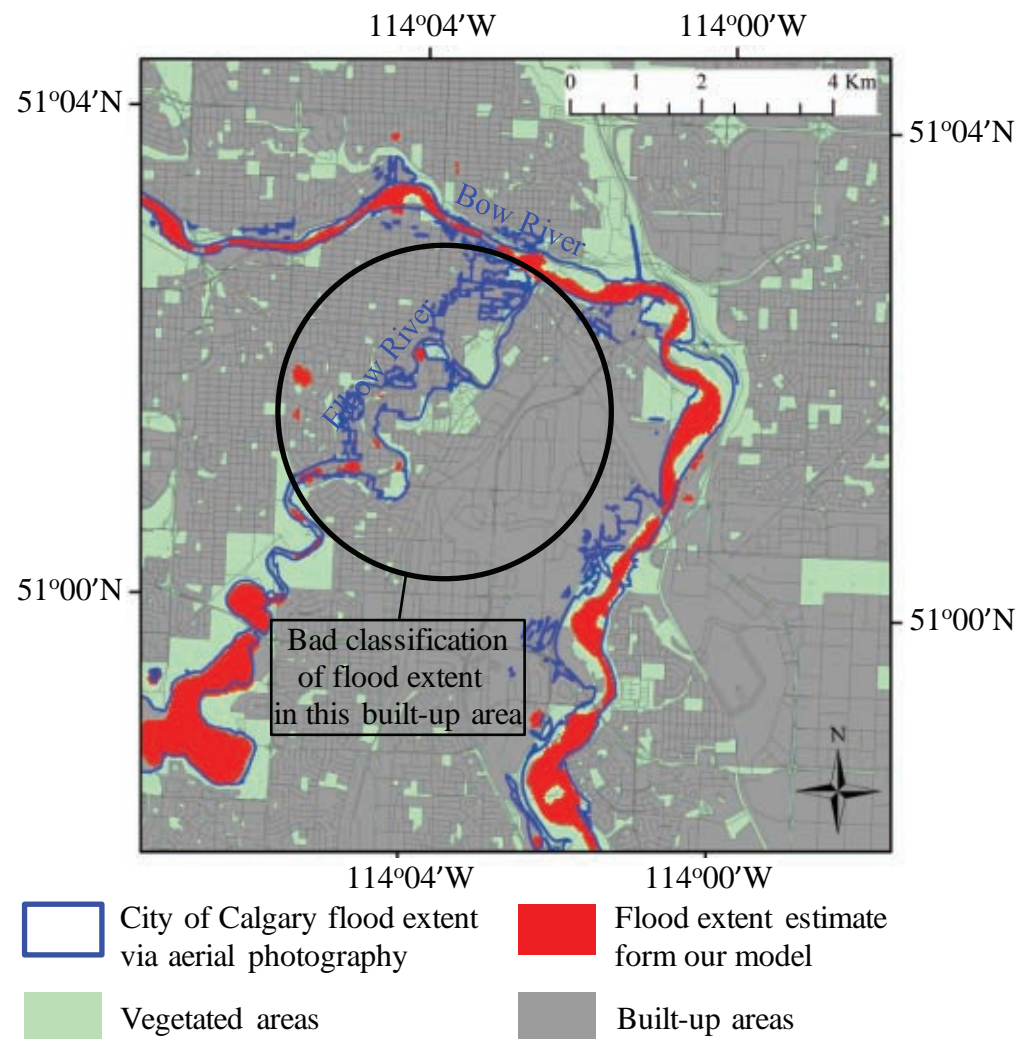 114°04'W 114°00'W
51°04'N
0 1 2 4 Km
51°04'N
Bow River
Elbow River
51°00'N
51°00'N
Bad classification
of flood extent
in this built-up area
N
114°04'W 114°00'W
City of Calgary flood extent
via aerial photography
Flood extent estimate
form our model
Vegetated areas
Built-up areas